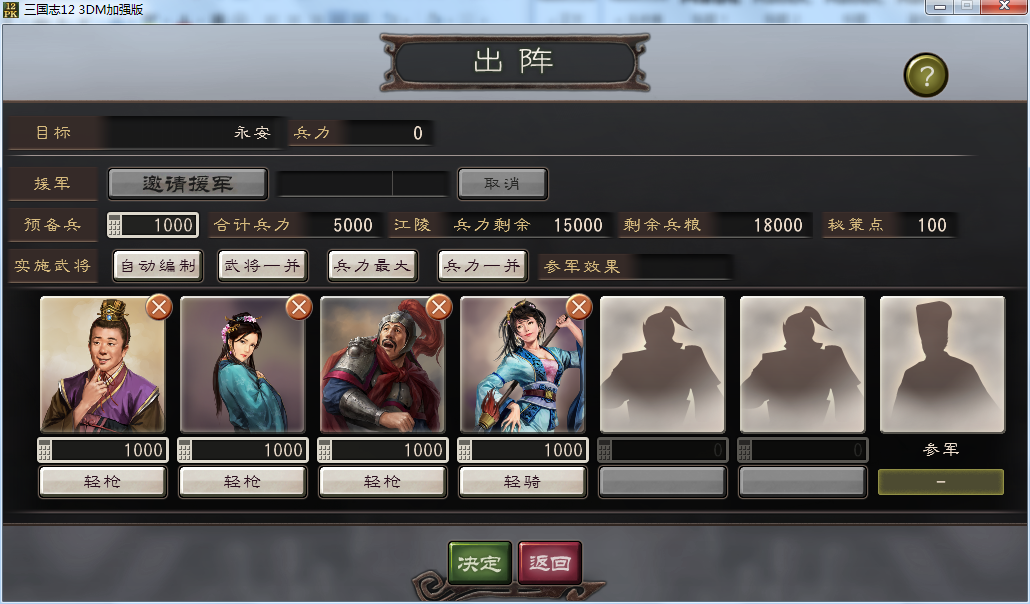 12
PK 三国志12 3DM加强版
出阵
?
目标 永安 兵力 0
援军 邀请援军 取消
预备兵 1000 合计兵力 5000 江陵 兵力剩余 15000 剩余兵粮 18000 秘策点 100
实施武将 自动编制 武将一并 兵力最大 兵力一并 参军效果
1000 1000 1000 1000 0 0 参军
轻枪 轻枪 轻枪 轻骑 －
决定 返回